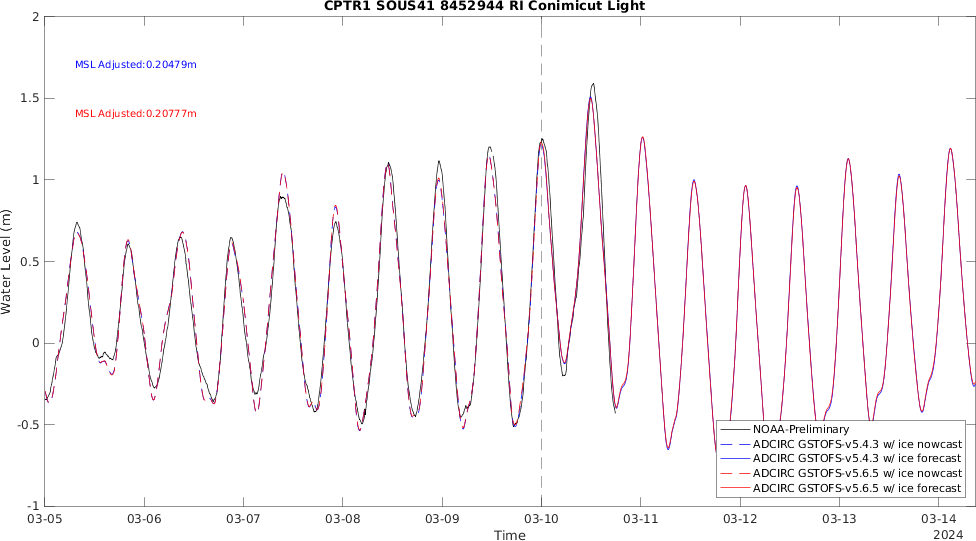 CPTR1 SOUS41 8452944 RI Conimicut Light
2
MSL Adjusted:0.20479m
1.5
MSL Adjusted:0.20777m
1
0.5
0
-0.5
-1
Water Level (m)
NOAA-Preliminary
ADCIRC GSTOFS-v5.4.3 w/ ice nowcast
ADCIRC GSTOFS-v5.4.3 w/ ice forecast
ADCIRC GSTOFS-v5.6.5 w/ ice nowcast
ADCIRC GSTOFS-v5.6.5 w/ ice forecast
03-05 03-06 03-07 03-08 03-09 03-10 03-11 03-12 03-13 03-14
Time
2024